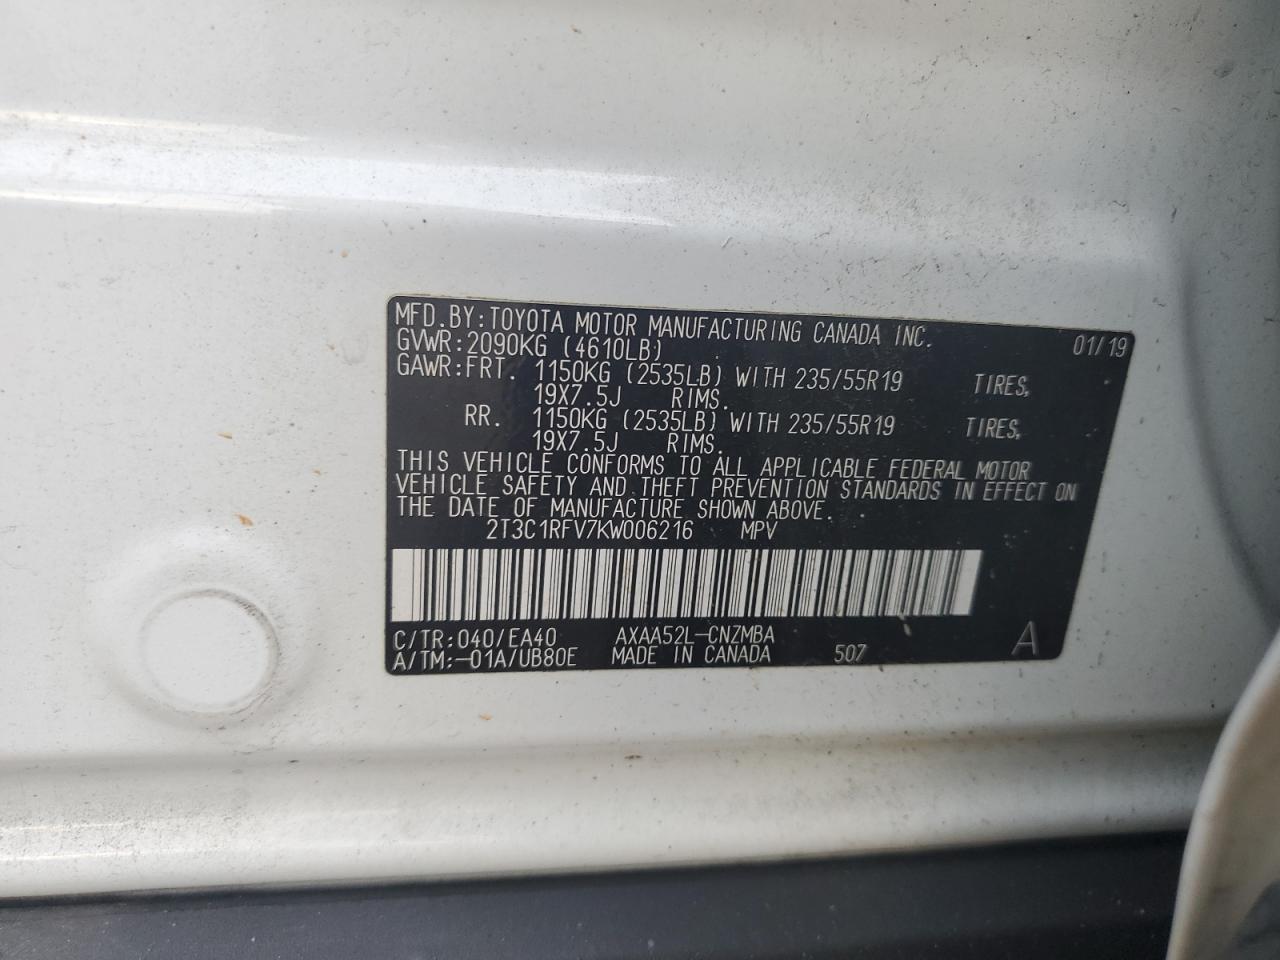 MFD.BY:TOYOTA MOTOR MANUFACTURING CANADA INC. 01/19
GVWR:2090KG (4610LB)
GAWR:FRT. 1150KG (2535LB) WITH 235/55R19 TIRES,
19X7.5J RIMS.
RR. 1150KG (2535LB) WITH 235/55R19 TIRES,
19X7.5J RIMS.
THIS VEHICLE CONFORMS TO ALL APPLICABLE FEDERAL MOTOR
VEHICLE SAFETY AND THEFT PREVENTION STANDARDS IN EFFECT ON
THE DATE OF MANUFACTURE SHOWN ABOVE.
2T3C1RFV7KW006216 MPV
C/TR:040/EA40 AXAA52L-CNZMBA A
A/TM:-01A/UB80E MADE IN CANADA 507